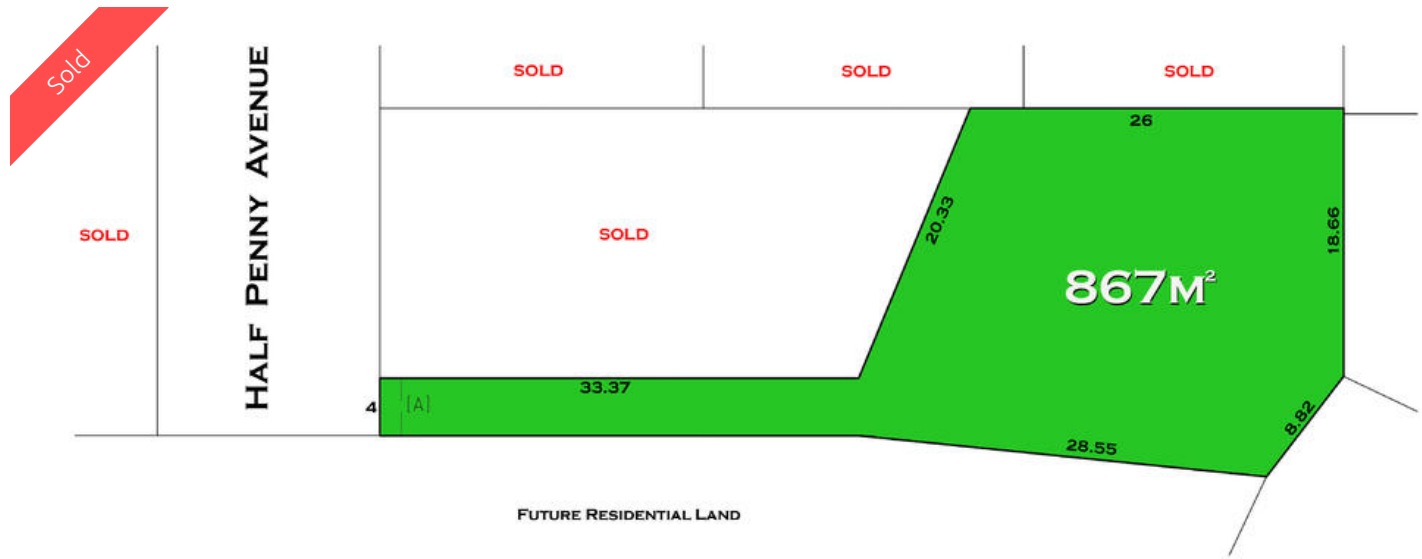 Sold
HALF PENNY AVENUE
SOLD
SOLD
SOLD
SOLD
SOLD
26
20.33
18.66
867M²
33.37
4
[A]
8.82
28.55
FUTURE RESIDENTIAL LAND